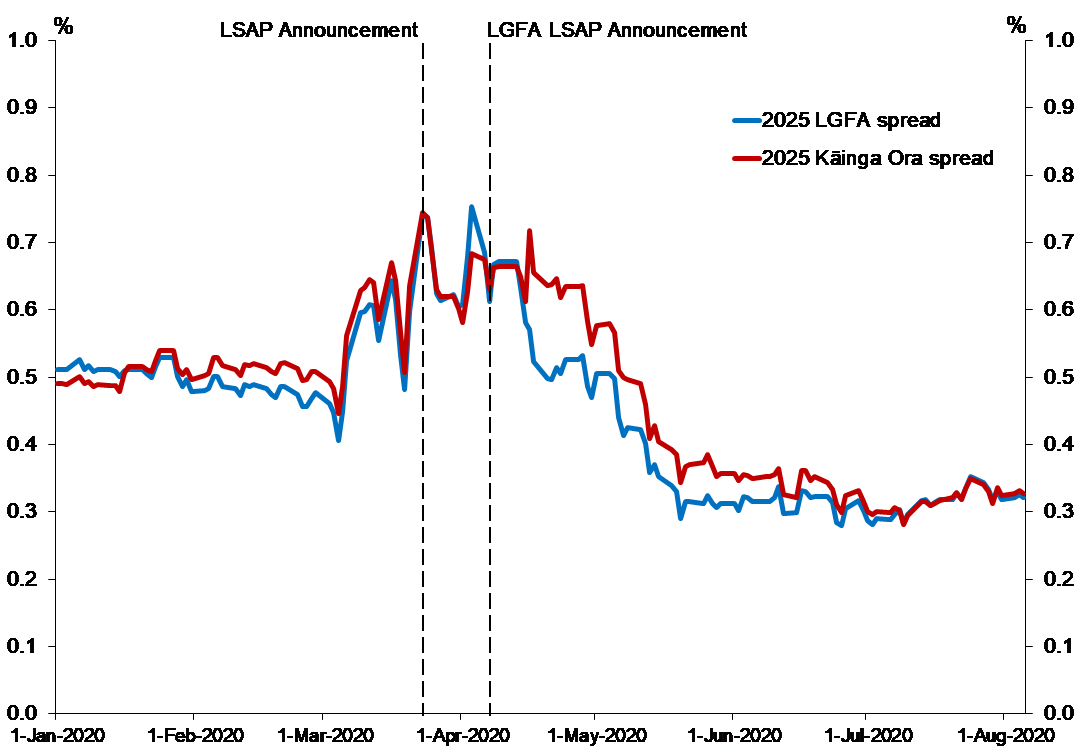 LSAP Announcement
LGFA LSAP Announcement
% %
1.0 1.0
0.9 0.9
2025 LGFA spread
2025 Kāinga Ora spread
0.8 0.8
0.7 0.7
0.6 0.6
0.5 0.5
0.4 0.4
0.3 0.3
0.2 0.2
0.1 0.1
0.0 0.0
1-Jan-2020 1-Feb-2020 1-Mar-2020 1-Apr-2020 1-May-2020 1-Jun-2020 1-Jul-2020 1-Aug-2020